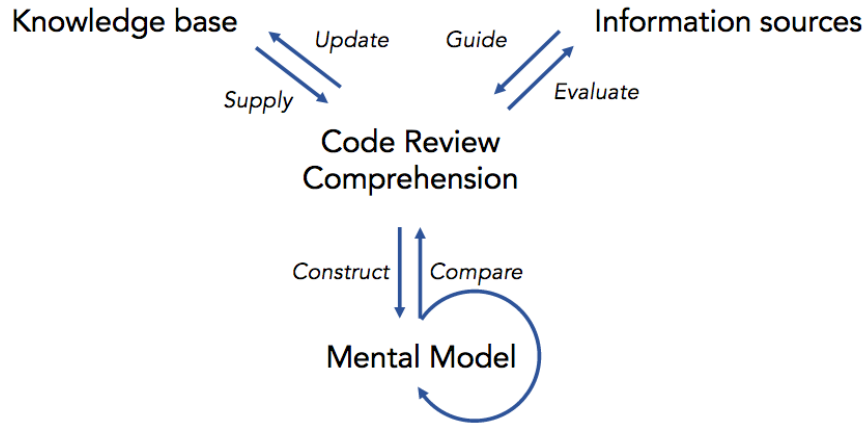 Knowledge base
Information sources
Update
Guide
Supply
Evaluate
Code Review
Comprehension
Construct
Compare
Mental Model